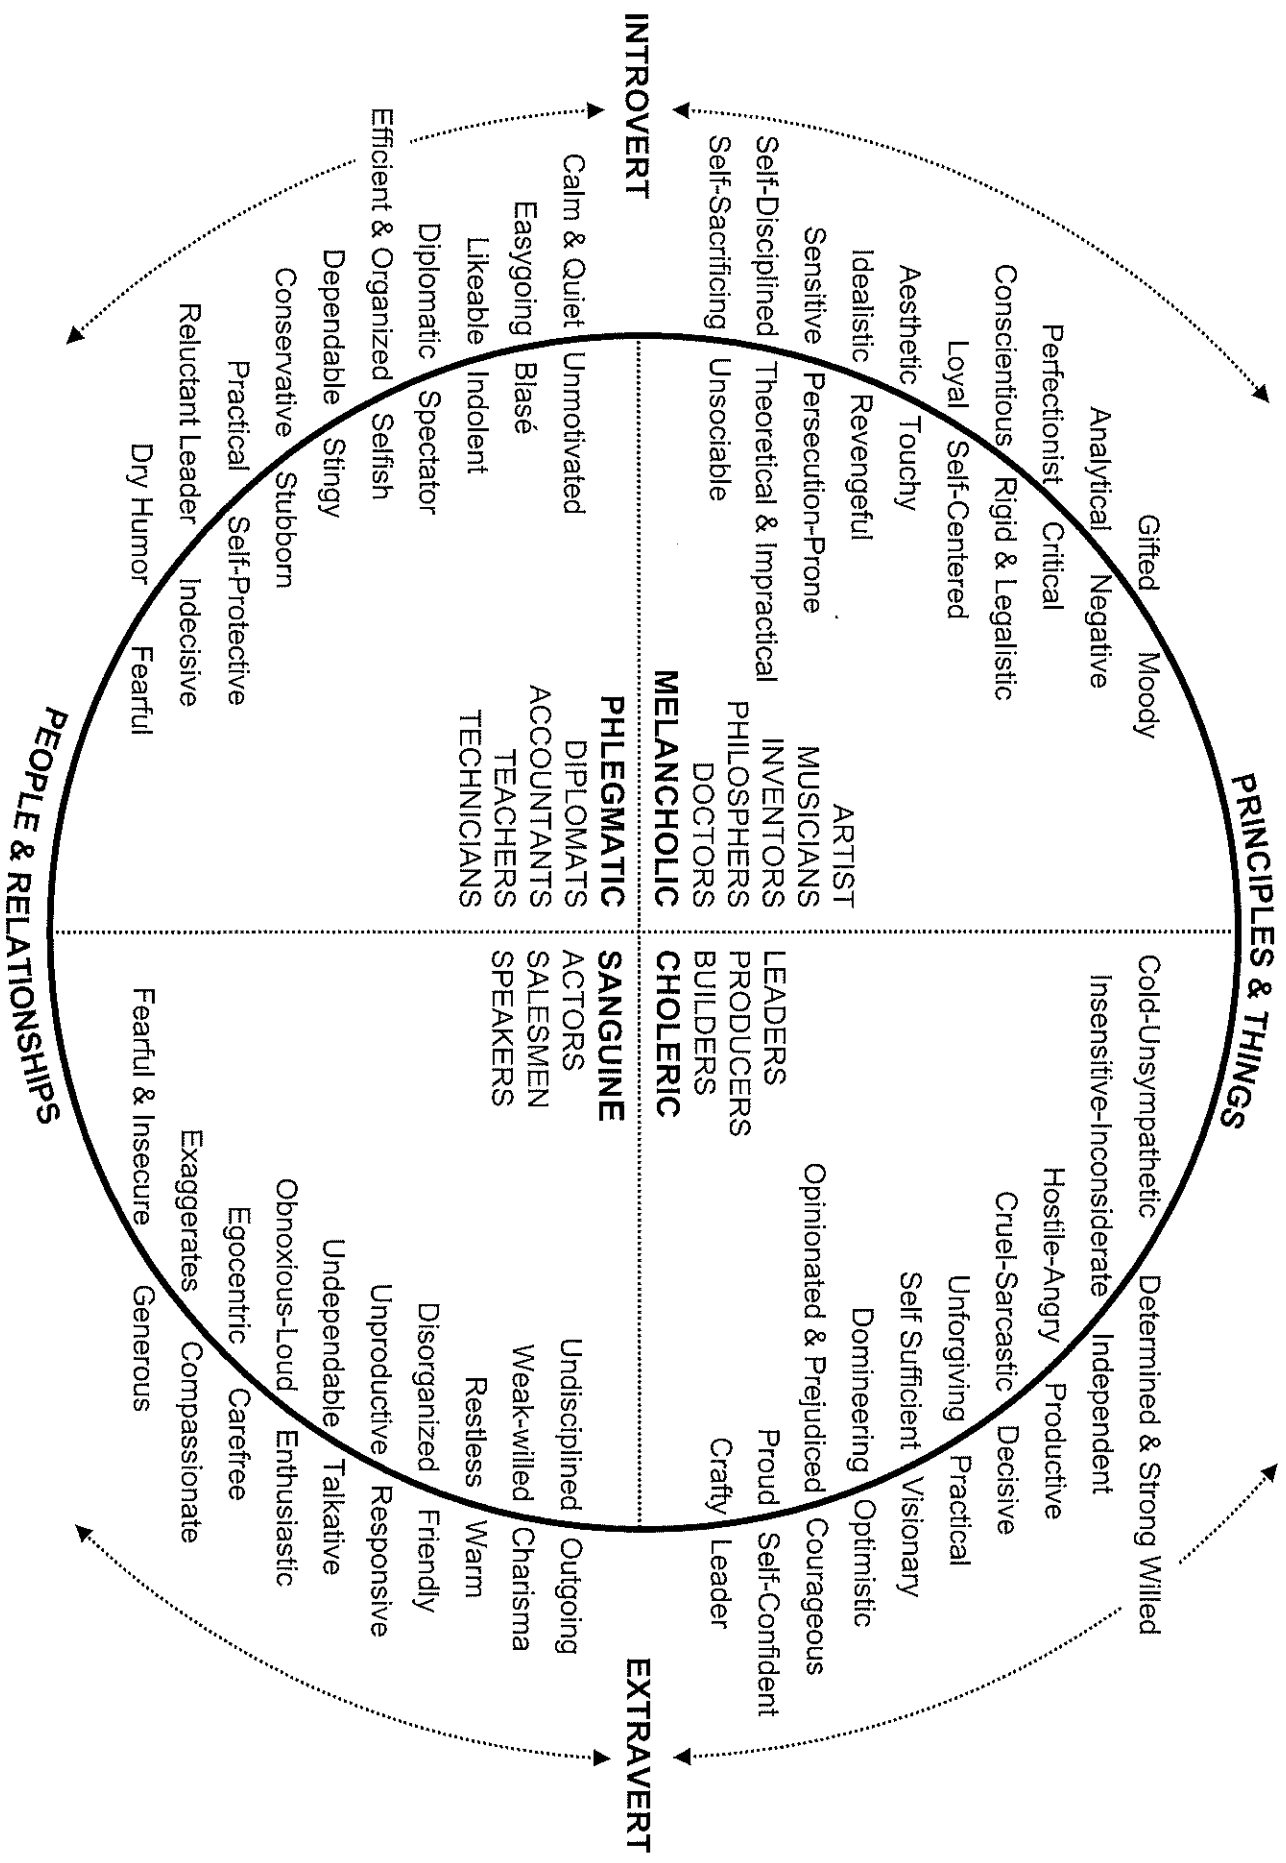 PRINCIPLES & THINGS
Gifted Moody
Analytical Negative
Perfectionist Critical
Conscientious Rigid & Legalistic
Loyal Self-Centered
Aesthetic Touchy
Idealistic Revengeful
Sensitive Persecution-Prone
Self-Disciplined Theoretical & Impractical
Self-Sacrificing Unsociable
ARTIST
MUSICIANS
INVENTORS
PHILOSPHERS
DOCTORS
MELANCHOLIC
Cold-Unsympathetic Determined & Strong Willed
Insensitive-Inconsiderate Independent
Hostile-Angry Productive
Cruel-Sarcastic Decisive
Unforgiving Practical
Self Sufficient Visionary
Domineering Optimistic
Opinionated & Prejudiced Courageous
Proud Self-Confident
Crafty Leader
LEADERS
PRODUCERS
BUILDERS
CHOLERIC
INTROVERT
EXTRAVERT
PHLEGMATIC
DIPLOMATS
ACCOUNTANTS
TEACHERS
TECHNICIANS
Calm & Quiet Unmotivated
Easygoing Blasé
Likeable Indolent
Diplomatic Spectator
Efficient & Organized Selfish
Dependable Stingy
Conservative Stubborn
Practical Self-Protective
Reluctant Leader Indecisive
Dry Humor Fearful
SANGUINE
ACTORS
SALESMEN
SPEAKERS
Undisciplined Outgoing
Weak-willed Charisma
Restless Warm
Disorganized Friendly
Unproductive Responsive
Undependable Talkative
Obnoxious-Loud Enthusiastic
Egocentric Carefree
Exaggerates Compassionate
Fearful & Insecure Generous
PEOPLE & RELATIONSHIPS